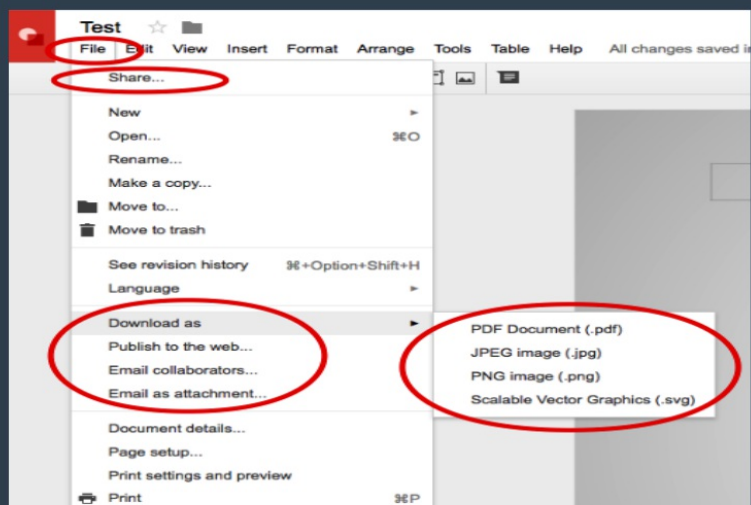 Test
File Edit View Insert Format Arrange Tools Table Help All changes saved i
Share...
New ►
Open... ⌘O
Rename...
Make a copy...
Move to...
Move to trash
See revision history ⌘+Option+Shift+H
Language ►
Download as ►
Publish to the web...
Email collaborators...
Email as attachment...
PDF Document (.pdf)
JPEG image (.jpg)
PNG image (.png)
Scalable Vector Graphics (.svg)
Document details...
Page setup...
Print settings and preview
Print ⌘P